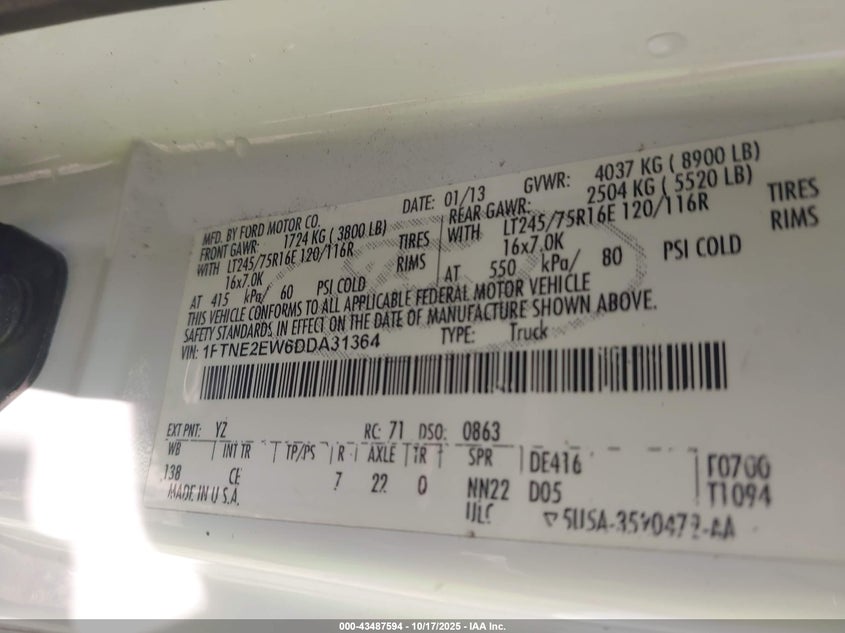 MFD. BY FORD MOTOR CO. DATE: 01/13 GVWR: 4037 KG ( 8900 LB)
FRONT GAWR: 1724 KG ( 3800 LB) REAR GAWR: 2504 KG ( 5520 LB)
WITH LT245/75R16E 120/116R TIRES WITH LT245/75R16E 120/116R TIRES
16x7.0K RIMS 16x7.0K RIMS
AT 415 kPa/ 60 PSI COLD AT 550 kPa/ 80 PSI COLD
THIS VEHICLE CONFORMS TO ALL APPLICABLE FEDERAL MOTOR VEHICLE
SAFETY STANDARDS IN EFFECT ON THE DATE OF MANUFACTURE SHOWN ABOVE.
VIN: 1FTNE2EW6DDA31364 TYPE: Truck
EXT PNT: YZ RC: 71 DSO: 0863
WB INT TR TP/PS R AXLE TR SPR DE416 F0700
138 CE 7 22 0 NN22 D05 T1094
MADE IN U.S.A. ULC
000-43487594 - 10/17/2025 - IAA Inc.